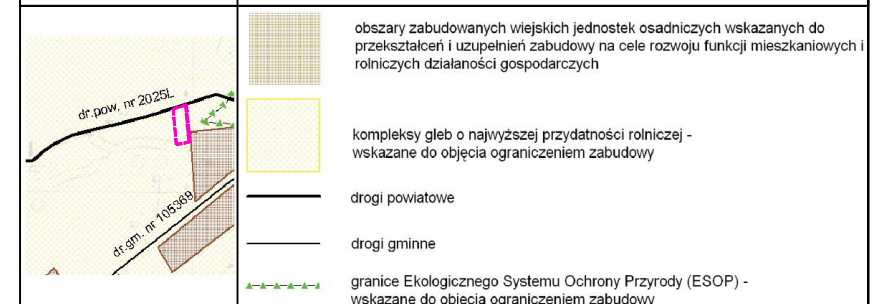 dr.pow. nr 2025L
dr.gm. nr 105369
obszary zabudowanych wiejskich jednostek osadniczych wskazanych do
przekształceń i uzupełnień zabudowy na cele rozwoju funkcji mieszkaniowych i
rolniczych działaności gospodarczych
kompleksy gleb o najwyższej przydatności rolniczej -
wskazane do objęcia ograniczeniem zabudowy
drogi powiatowe
drogi gminne
granice Ekologicznego Systemu Ochrony Przyrody (ESOP) -
wskazane do objęcia ograniczeniem zabudowy